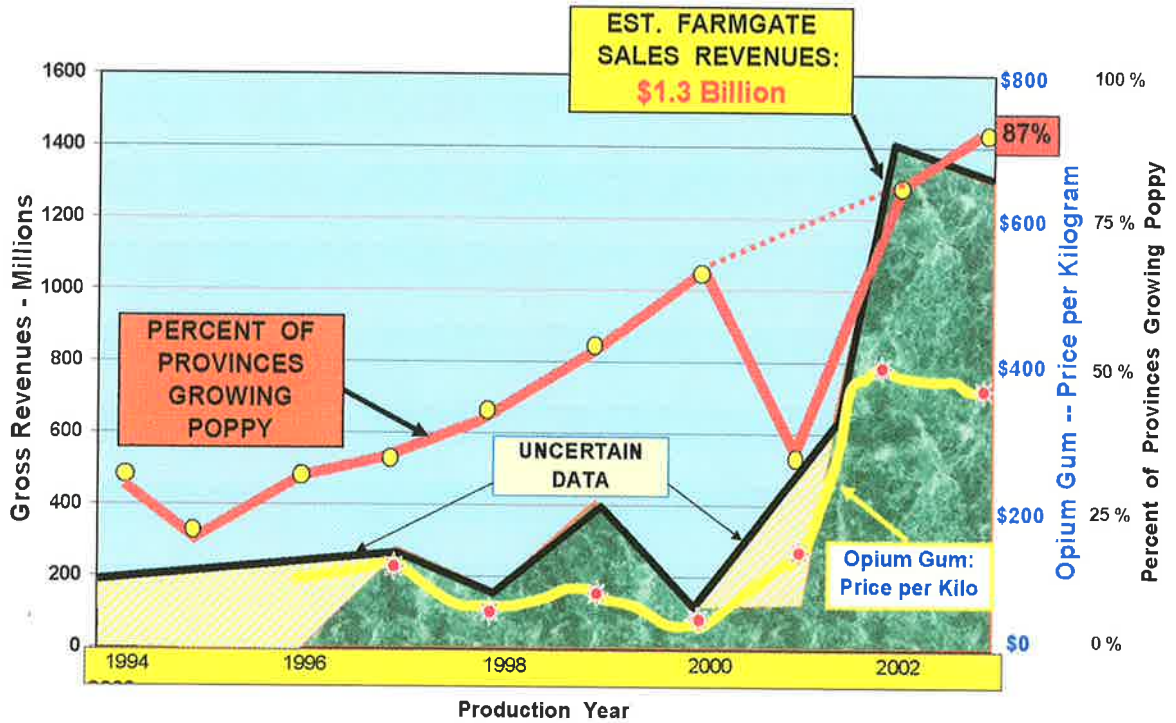 EST. FARMGATE
SALES REVENUES:
$1.3 Billion
1600
1400
1200
1000
800
600
400
200
0
Gross Revenues - Millions
PERCENT OF
PROVINCES
GROWING
POPPY
UNCERTAIN
DATA
Opium Gum:
Price per Kilo
87%
$800
$600
$400
$200
$0
Opium Gum -- Price per Kilogram
100 %
75 %
50 %
25 %
0 %
Percent of Provinces Growing Poppy
1994 1996 1998 2000 2002
Production Year